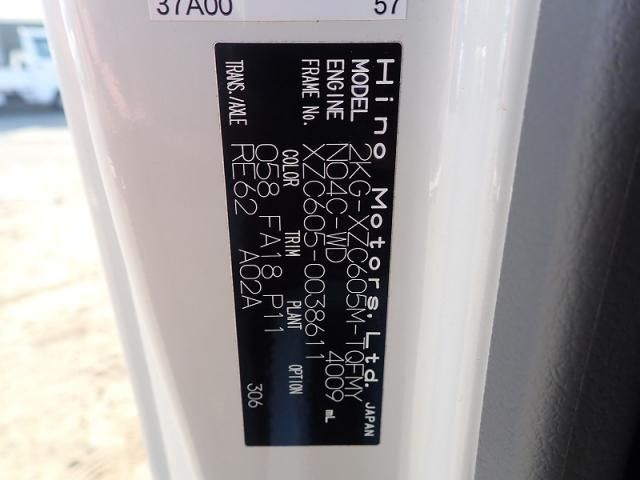 37A00 57
Hino Motors, Ltd. JAPAN
MODEL 2KG-XZC605M-TQFMY
ENGINE NO4C-WD 4009 mL
FRAME No. XZC605-0038611
COLOR TRIM PLANT OPTION
058 FA18 P11
TRANS./AXLE RE62 A02A 306